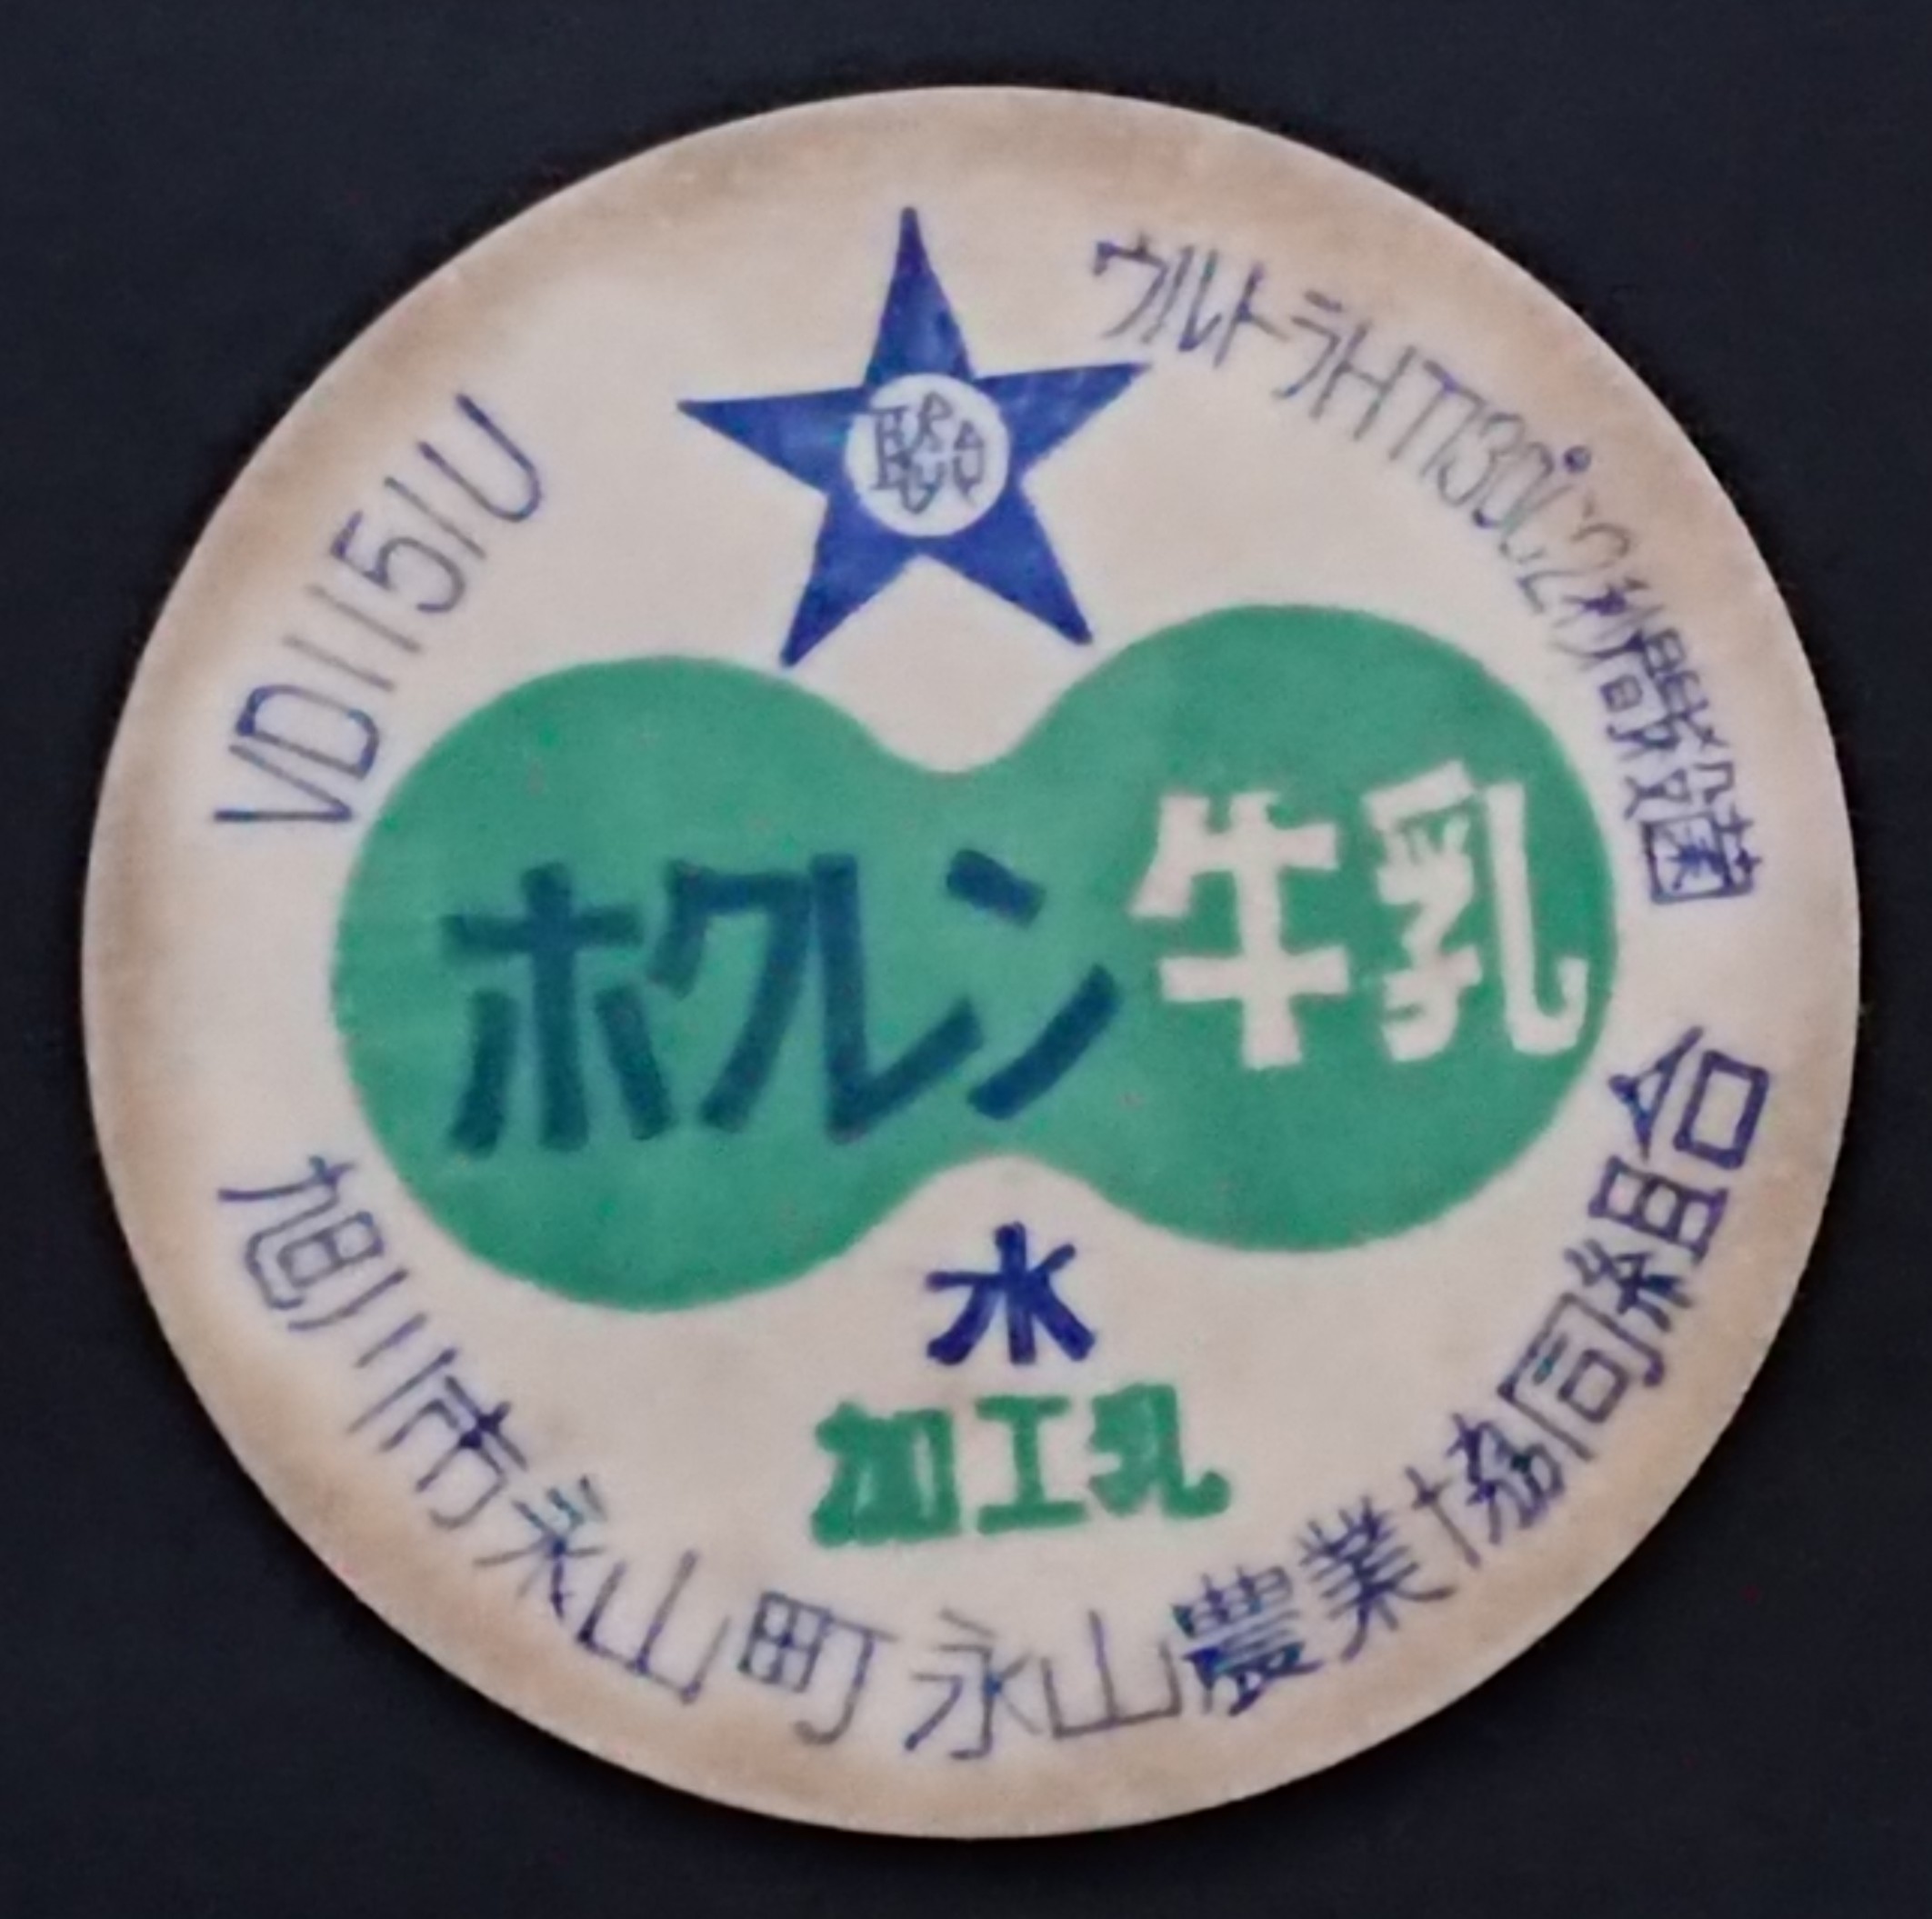 ウルトラHT130℃2秒間殺菌
VD1151U
ホクレン牛乳
水
加工乳
旭川市永山町 永山農業協同組合